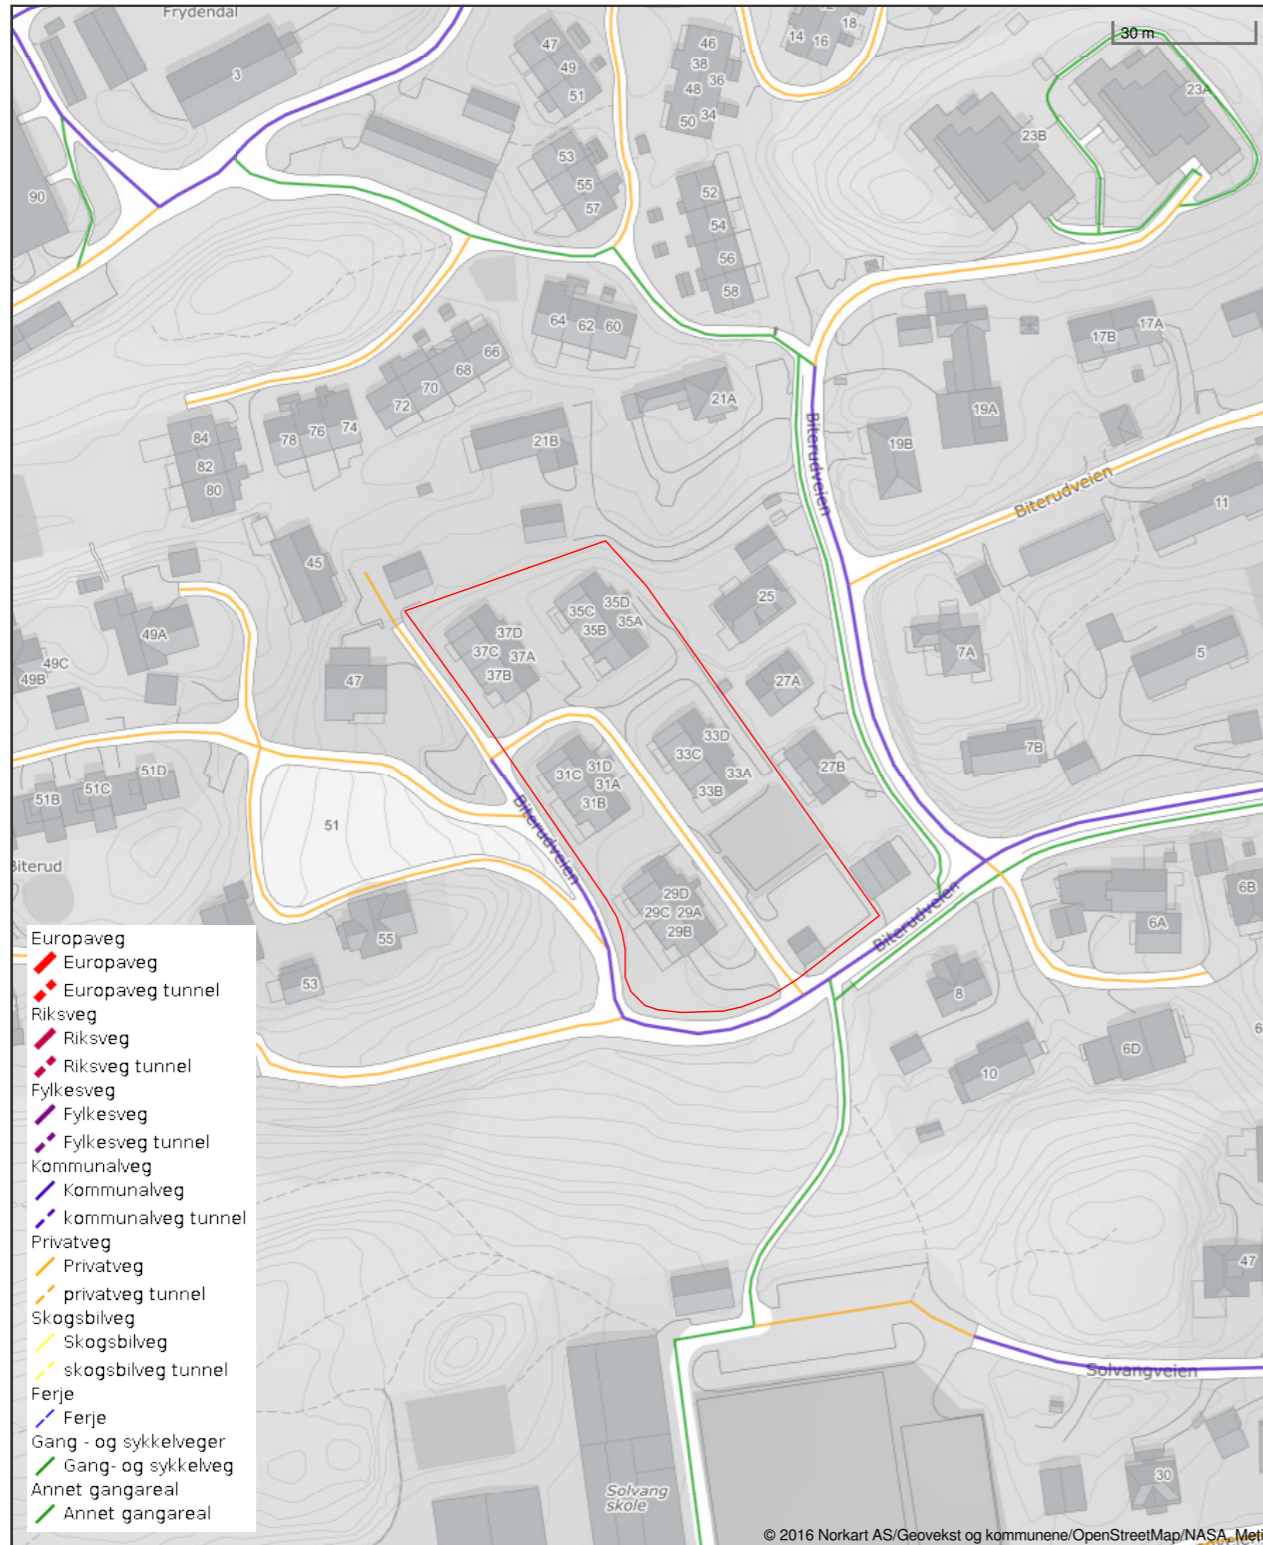 Frydendal
18
14
16
30 m
47
46
38
49
36
48
51
34
50
3
23A
23B
53
55
57
52
54
56
58
90
64
62
60
66
68
70
72
74
76
78
84
82
80
21A
21B
17A
17B
19A
19B
Biterudveien
Biterudveien
11
45
49A
49C
49B
47
35D
35C
35A
35B
37D
37C
37A
37B
25
27A
27B
7A
5
7B
33D
33C
33A
33B
31D
31C
31A
31B
Biterudveien
51D
51C
51B
51
Biterud
29D
29C
29A
29B
Biterudveien
55
53
6B
6A
8
6D
10
Europaveg
Europaveg
Europaveg tunnel
Riksveg
Riksveg
Riksveg tunnel
Fylkesveg
Fylkesveg
Fylkesveg tunnel
Kommunalveg
Kommunalveg
kommunalveg tunnel
Privatveg
Privatveg
privatveg tunnel
Skogsbilveg
Skogsbilveg
skogsbilveg tunnel
Ferje
Ferje
Gang - og sykkelveger
Gang- og sykkelveg
Annet gangareal
Annet gangareal
47
Solvangveien
30
Solvang
skole
© 2016 Norkart AS/Geovekst og kommunene/OpenStreetMap/NASA, Meti